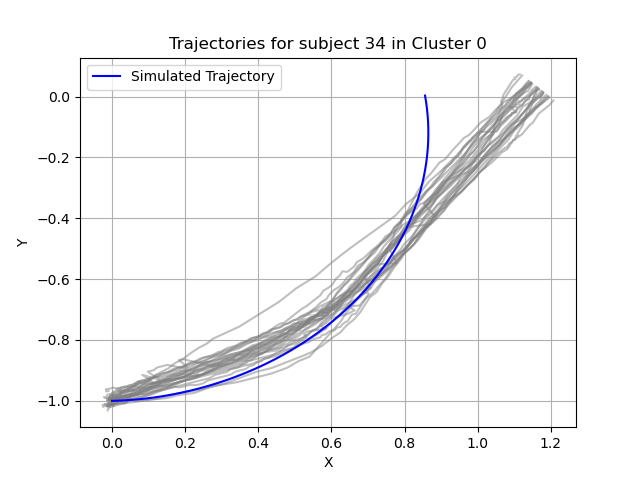 Trajectories for subject 34 in Cluster 0
Simulated Trajectory
0.0
−0.2
−0.4
−0.6
−0.8
−1.0
Y
0.0 0.2 0.4 0.6 0.8 1.0 1.2
X